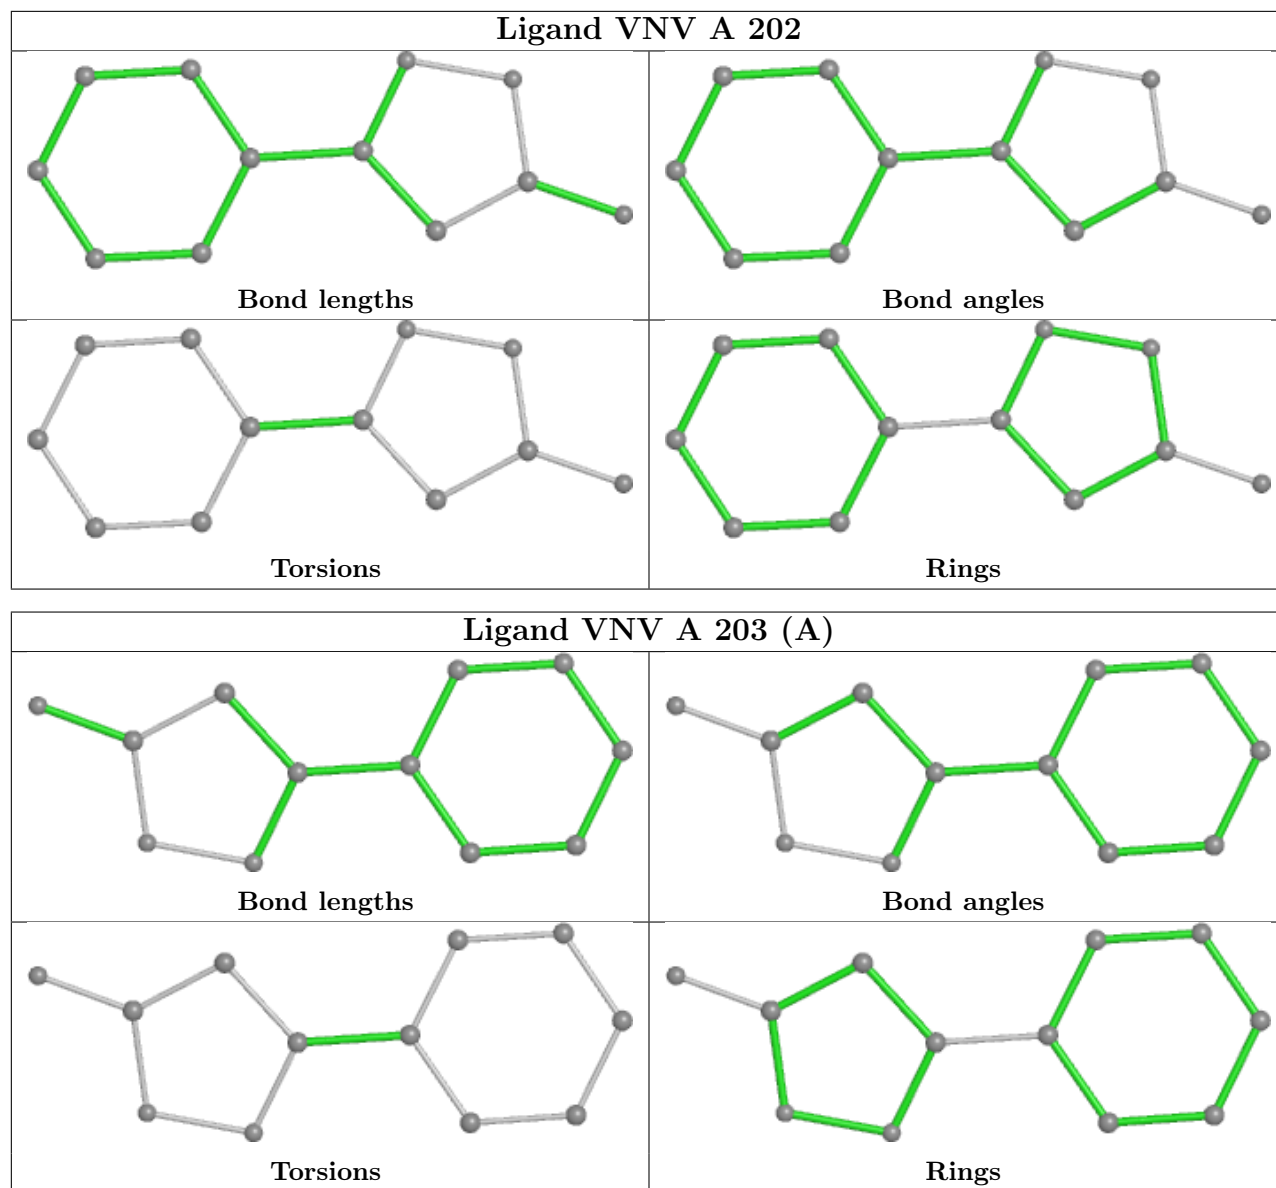 Ligand VNV A 202
Bond lengths
Bond angles
Torsions
Rings
Ligand VNV A 203 (A)
Bond lengths
Bond angles
Torsions
Rings